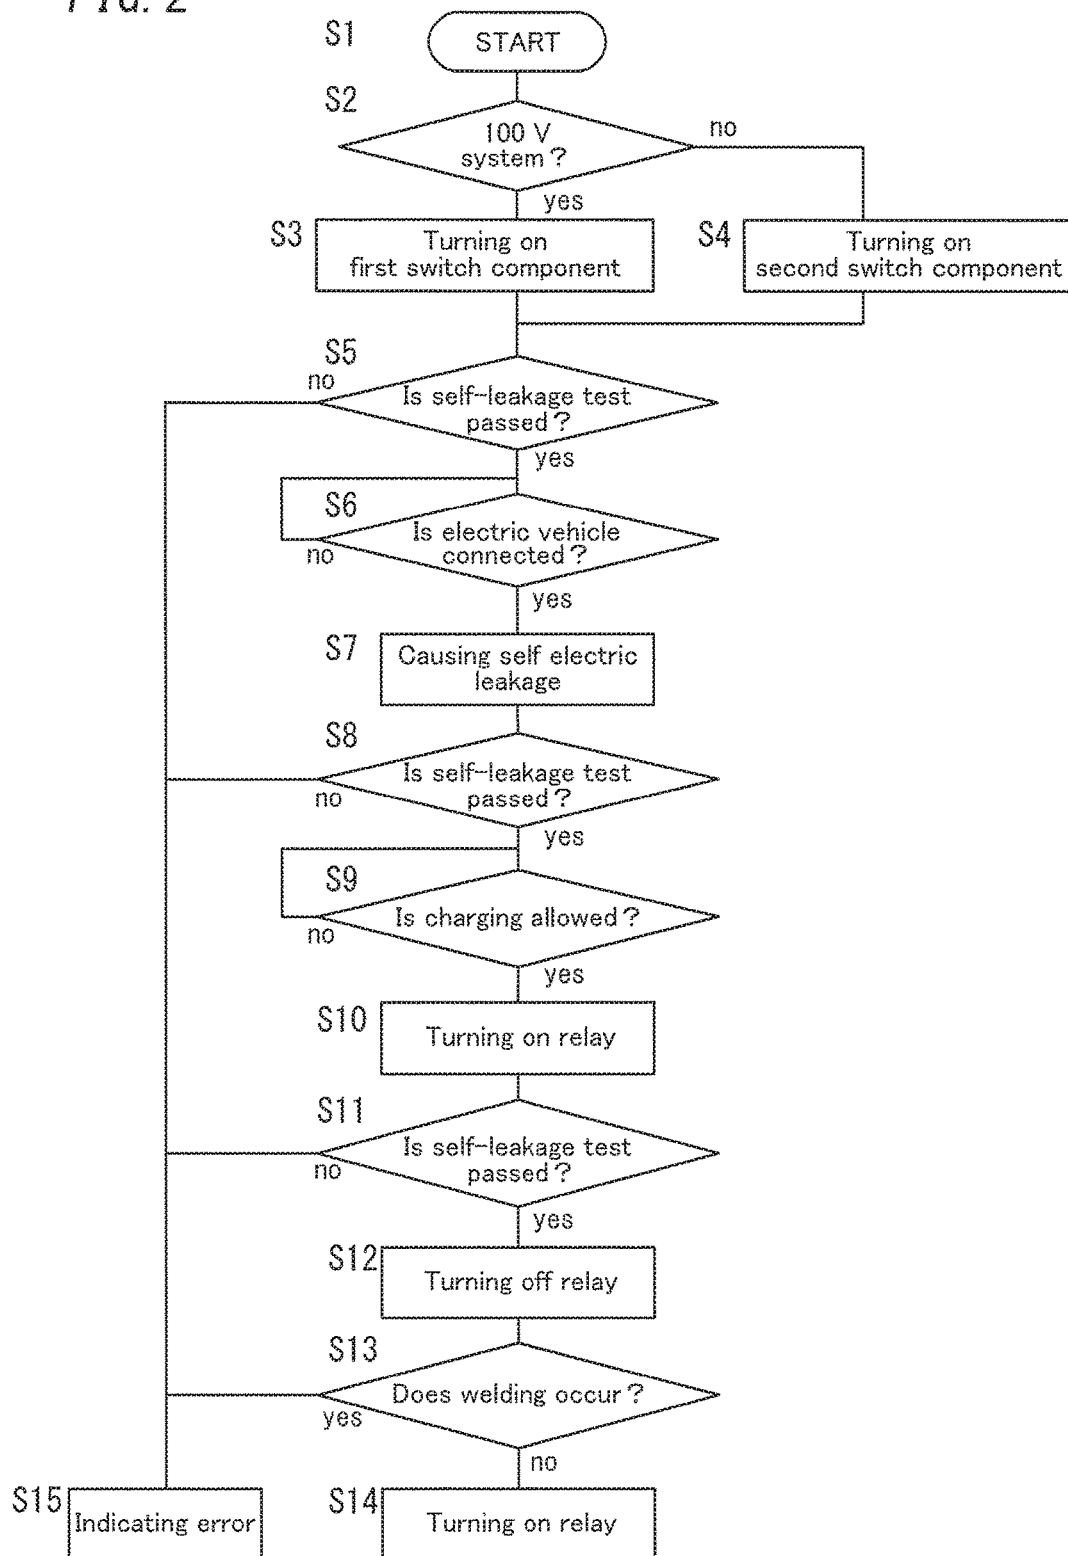 FIG. 2
S1
START
S2
100 V
system?
no
yes
S3
Turning on
first switch component
S4
Turning on
second switch component
S5
no
Is self-leakage test
passed?
yes
S6
Is electric vehicle
connected?
no
yes
S7
Causing self electric
leakage
S8
Is self-leakage test
passed?
no
yes
S9
Is charging allowed?
no
yes
S10
Turning on relay
S11
Is self-leakage test
passed?
no
yes
S12
Turning off relay
S13
Does welding occur?
yes
no
S15
Indicating error
S14
Turning on relay